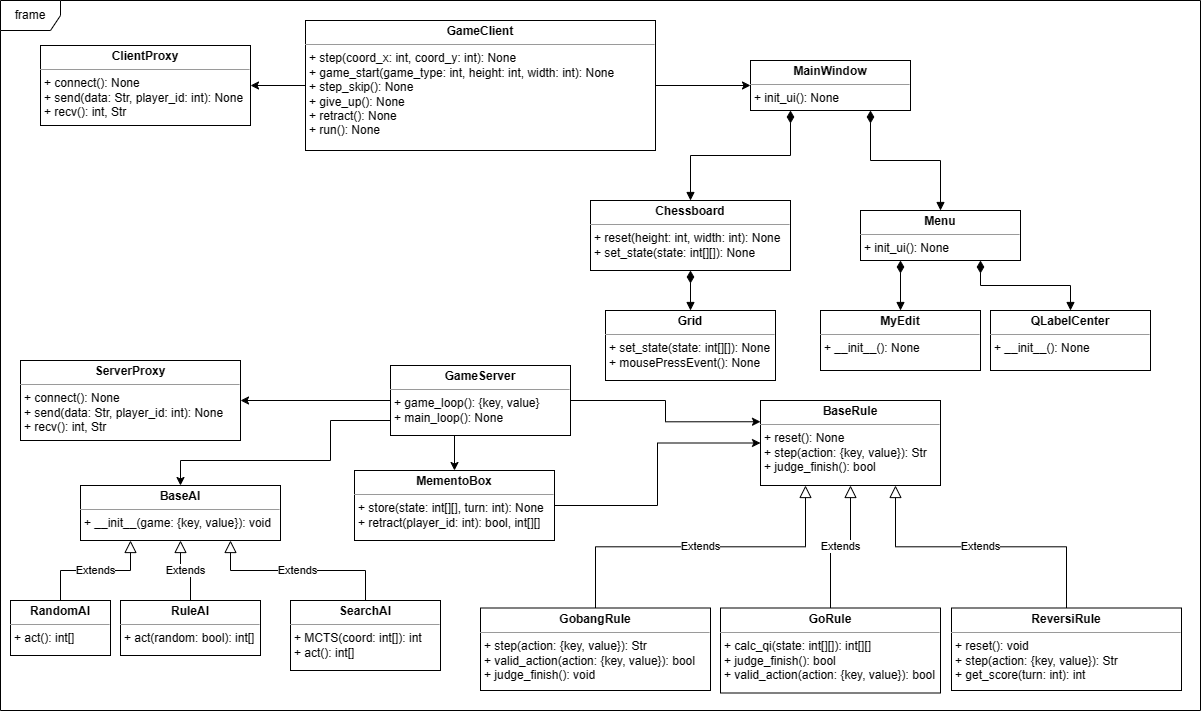 frame
GameClient
+ step(coord_x: int, coord_y: int): None
+ game_start(game_type: int, height: int, width: int): None
+ step_skip(): None
+ give_up(): None
+ retract(): None
+ run(): None
ClientProxy
+ connect(): None
+ send(data: Str, player_id: int): None
+ recv(): int, Str
MainWindow
+ init_ui(): None
Chessboard
+ reset(height: int, width: int): None
+ set_state(state: int[][]): None
Menu
+ init_ui(): None
Grid
+ set_state(state: int[][]): None
+ mousePressEvent(): None
MyEdit
+ __init__(): None
QLabelCenter
+ __init__(): None
ServerProxy
+ connect(): None
+ send(data: Str, player_id: int): None
+ recv(): int, Str
GameServer
+ game_loop(): {key, value}
+ main_loop(): None
BaseRule
+ reset(): None
+ step(action: {key, value}): Str
+ judge_finish(): bool
BaseAI
+ __init__(game: {key, value}): void
MementoBox
+ store(state: int[][], turn: int): None
+ retract(player_id: int): bool, int[][]
Extends
Extends
Extends
Extends
Extends
Extends
RandomAI
+ act(): int[]
RuleAI
+ act(random: bool): int[]
SearchAI
+ MCTS(coord: int[]): int
+ act(): int[]
GobangRule
+ step(action: {key, value}): Str
+ valid_action(action: {key, value}): bool
+ judge_finish(): void
GoRule
+ calc_qi(state: int[][]): int[][]
+ judge_finish(): bool
+ valid_action(action: {key, value}): bool
ReversiRule
+ reset(): void
+ step(action: {key, value}): Str
+ get_score(turn: int): int